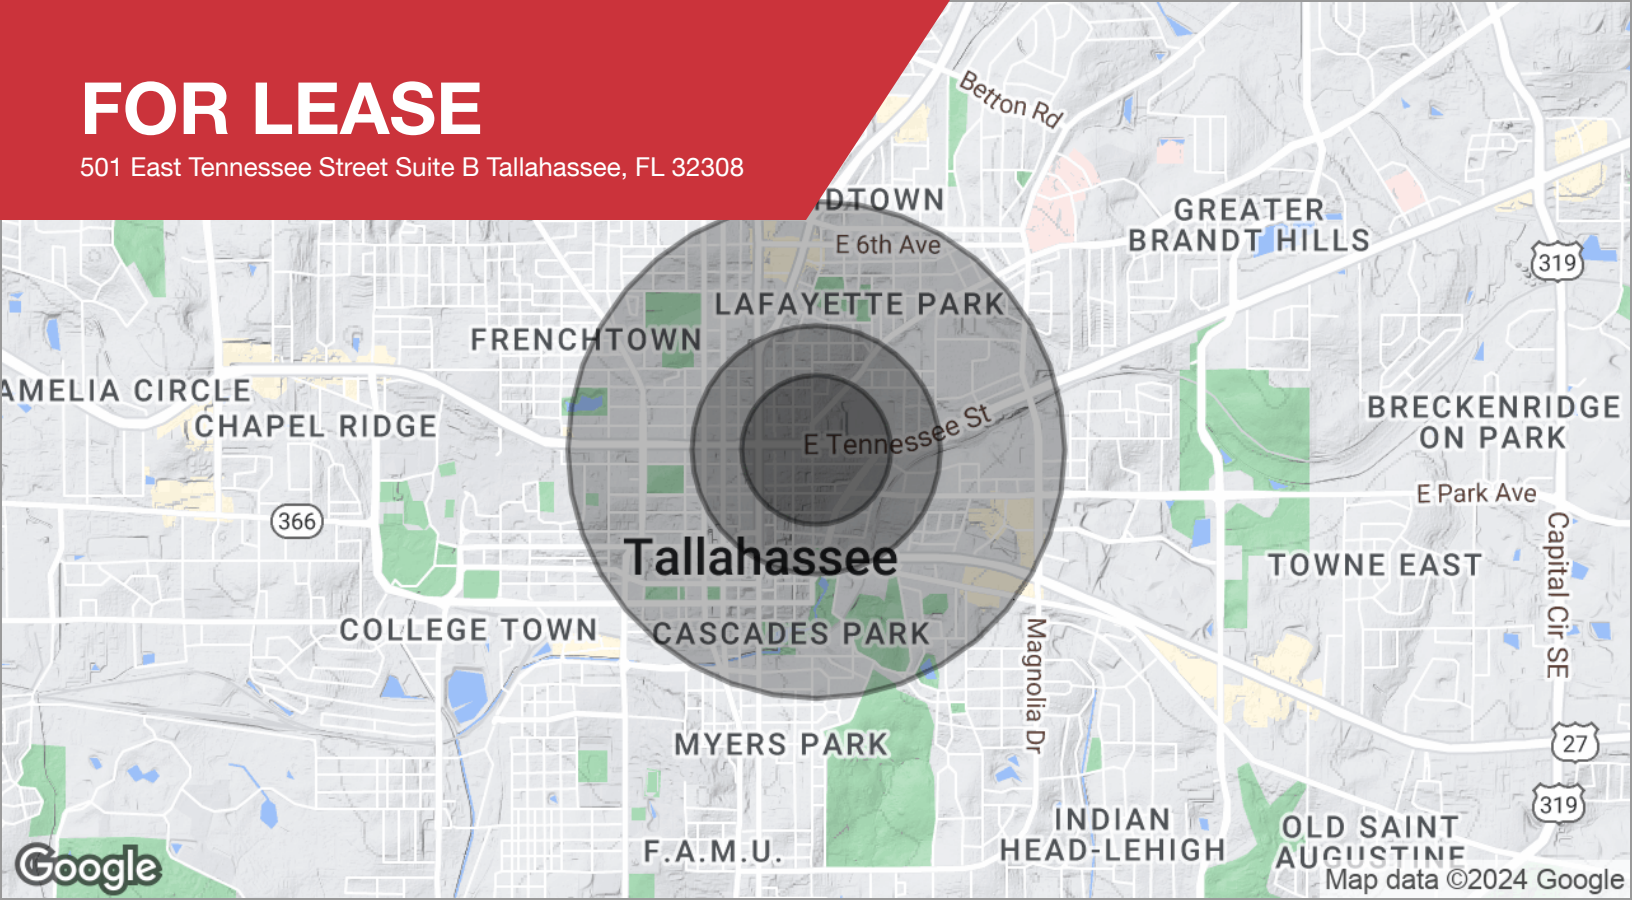 FOR LEASE
501 East Tennessee Street Suite B Tallahassee, FL 32308
Betton Rd
DTOWN
E 6th Ave
GREATER
BRANDT HILLS
319
LAFAYETTE PARK
FRENCHTOWN
AMELIA CIRCLE
CHAPEL RIDGE
E Tennessee St
BRECKENRIDGE
ON PARK
E Park Ave
366
Capital Cir SE
Tallahassee
TOWNE EAST
COLLEGE TOWN
CASCADES PARK
Magnolia Dr
MYERS PARK
27
319
INDIAN
HEAD-LEHIGH
OLD SAINT
AUGUSTINE
F.A.M.U.
Google
Map data ©2024 Google